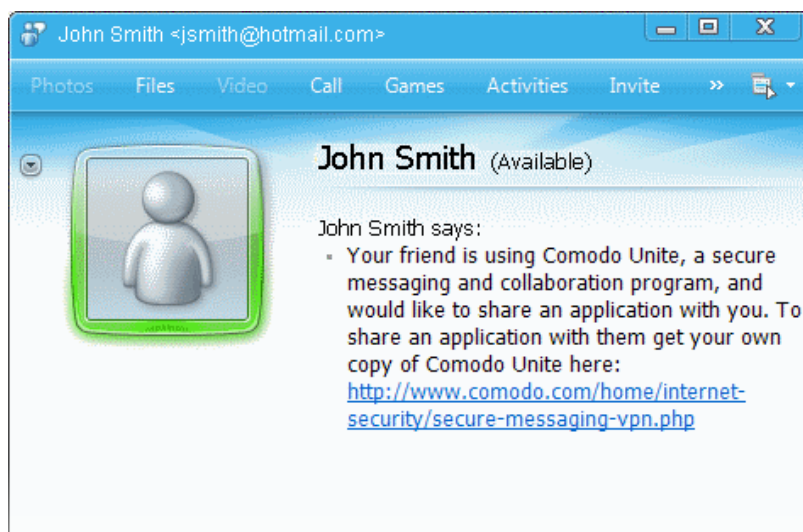 John Smith <jsmith@hotmail.com>
Photos Files Video Call Games Activities Invite »
John Smith (Available)
John Smith says:
Your friend is using Comodo Unite, a secure
messaging and collaboration program, and
would like to share an application with you. To
share an application with them get your own
copy of Comodo Unite here:
http://www.comodo.com/home/internet-
security/secure-messaging-vpn.php